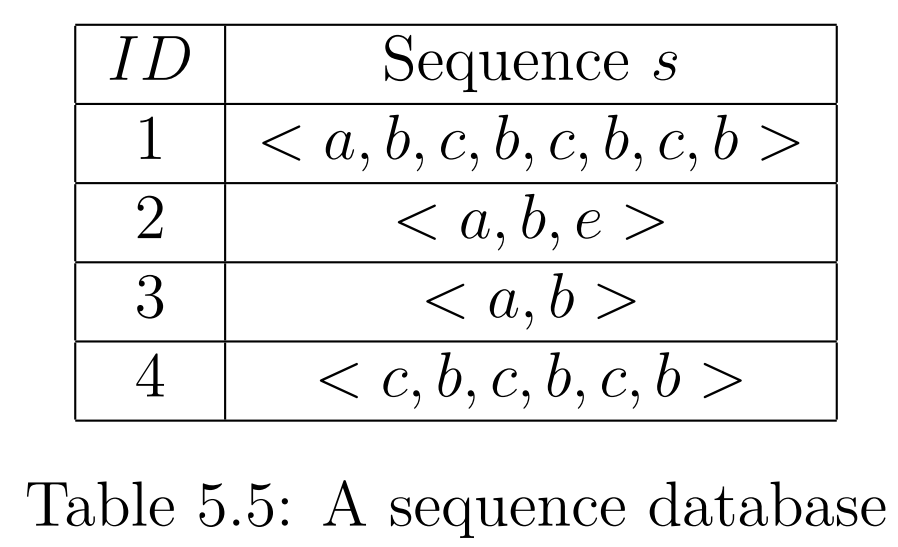 ID Sequence s
1 < a, b, c, b, c, b, c, b >
2 < a, b, e >
3 < a, b >
4 < c, b, c, b, c, b >
Table 5.5: A sequence database